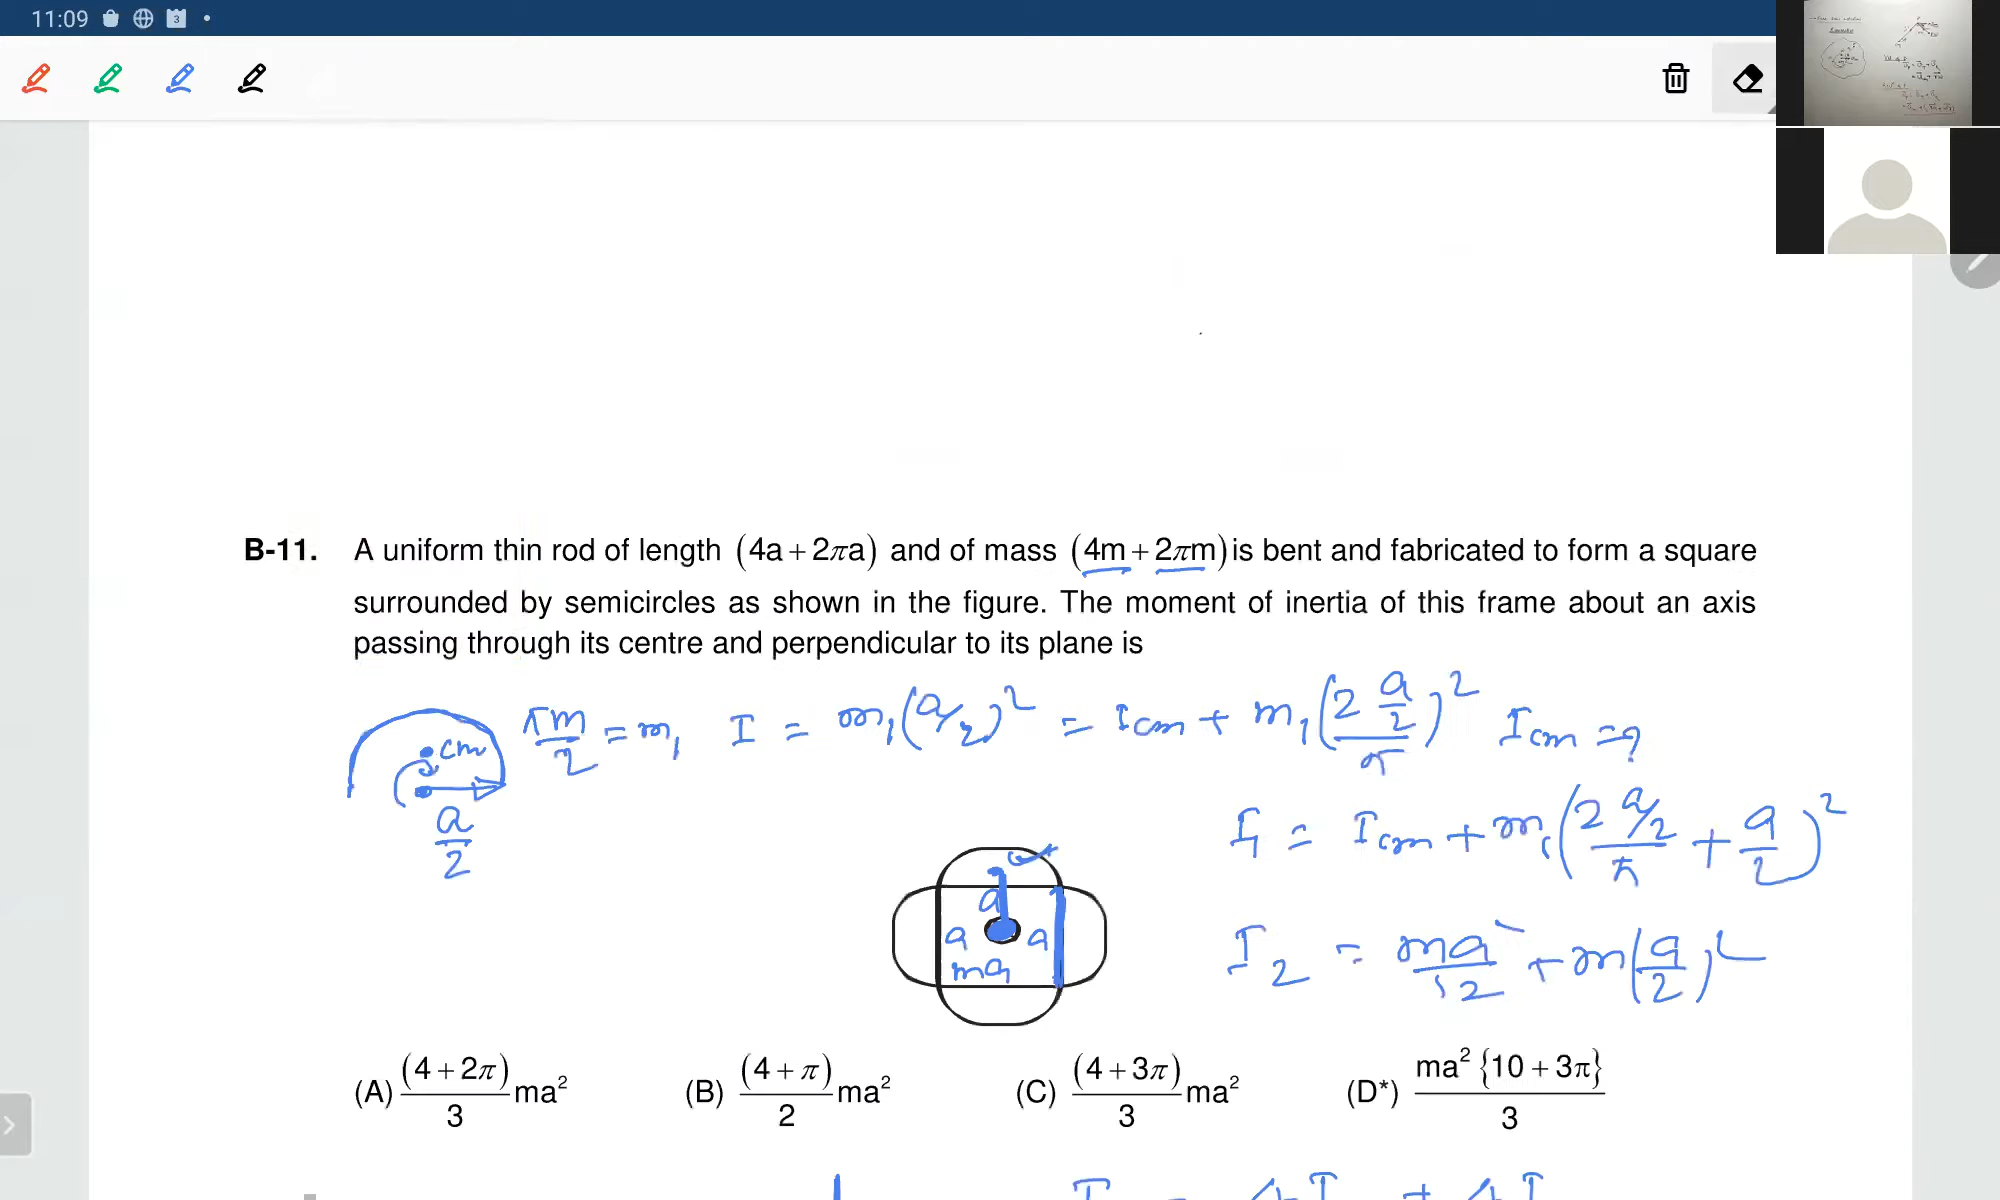 11:09
3
B-11. A uniform thin rod of length (4a + 2πa) and of mass (4m + 2πm) is bent and fabricated to form a square
surrounded by semicircles as shown in the figure. The moment of inertia of this frame about an axis
passing through its centre and perpendicular to its plane is
πm/2 = m₁ I = m₁(a/2)² = Icm + m₁(2 a/2 / π)² Icm = ?
cm
a/2
I₁ = Icm + m₁(2 a/2 / π + a/2)²
a
a a
ma
I₂ = ma²/12 + m(a/2)²
(A) (4 + 2π)/3 ma² (B) (4 + π)/2 ma² (C) (4 + 3π)/3 ma² (D*) ma² {10 + 3π}/3
I = 4I + 4I